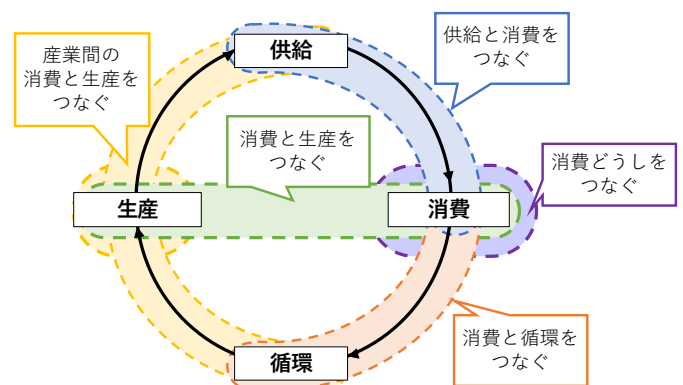 産業間の
消費と生産を
つなぐ
供給
供給と消費を
つなぐ
消費と生産を
つなぐ
消費どうしを
つなぐ
生産
消費
消費と循環を
つなぐ
循環